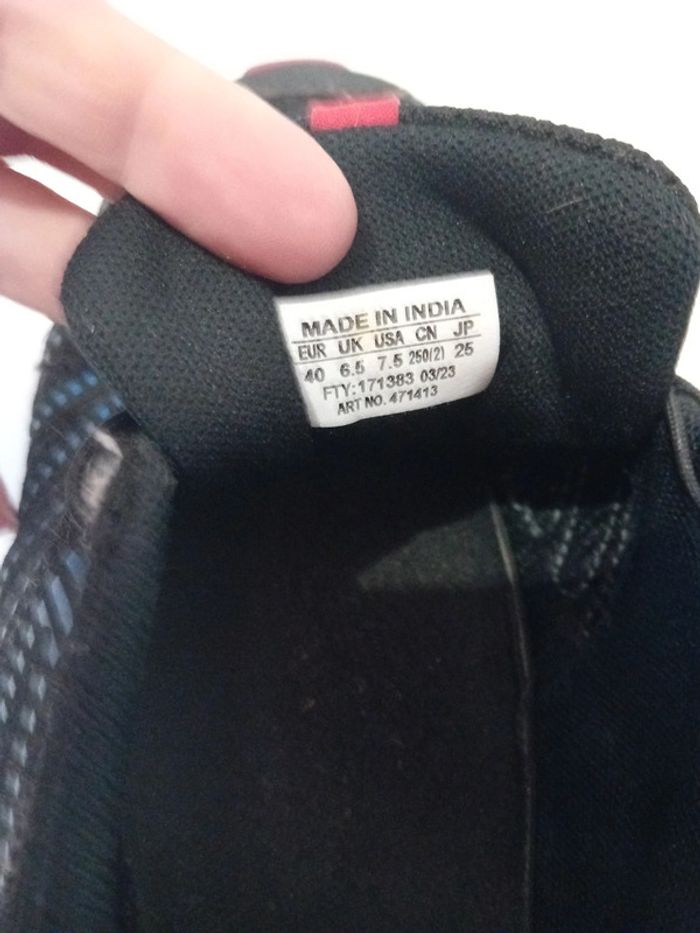 MADE IN INDIA
EUR UK USA CN JP
40 6.5 7.5 250(2) 25
FTY:171383 03/23
ART NO. 471413